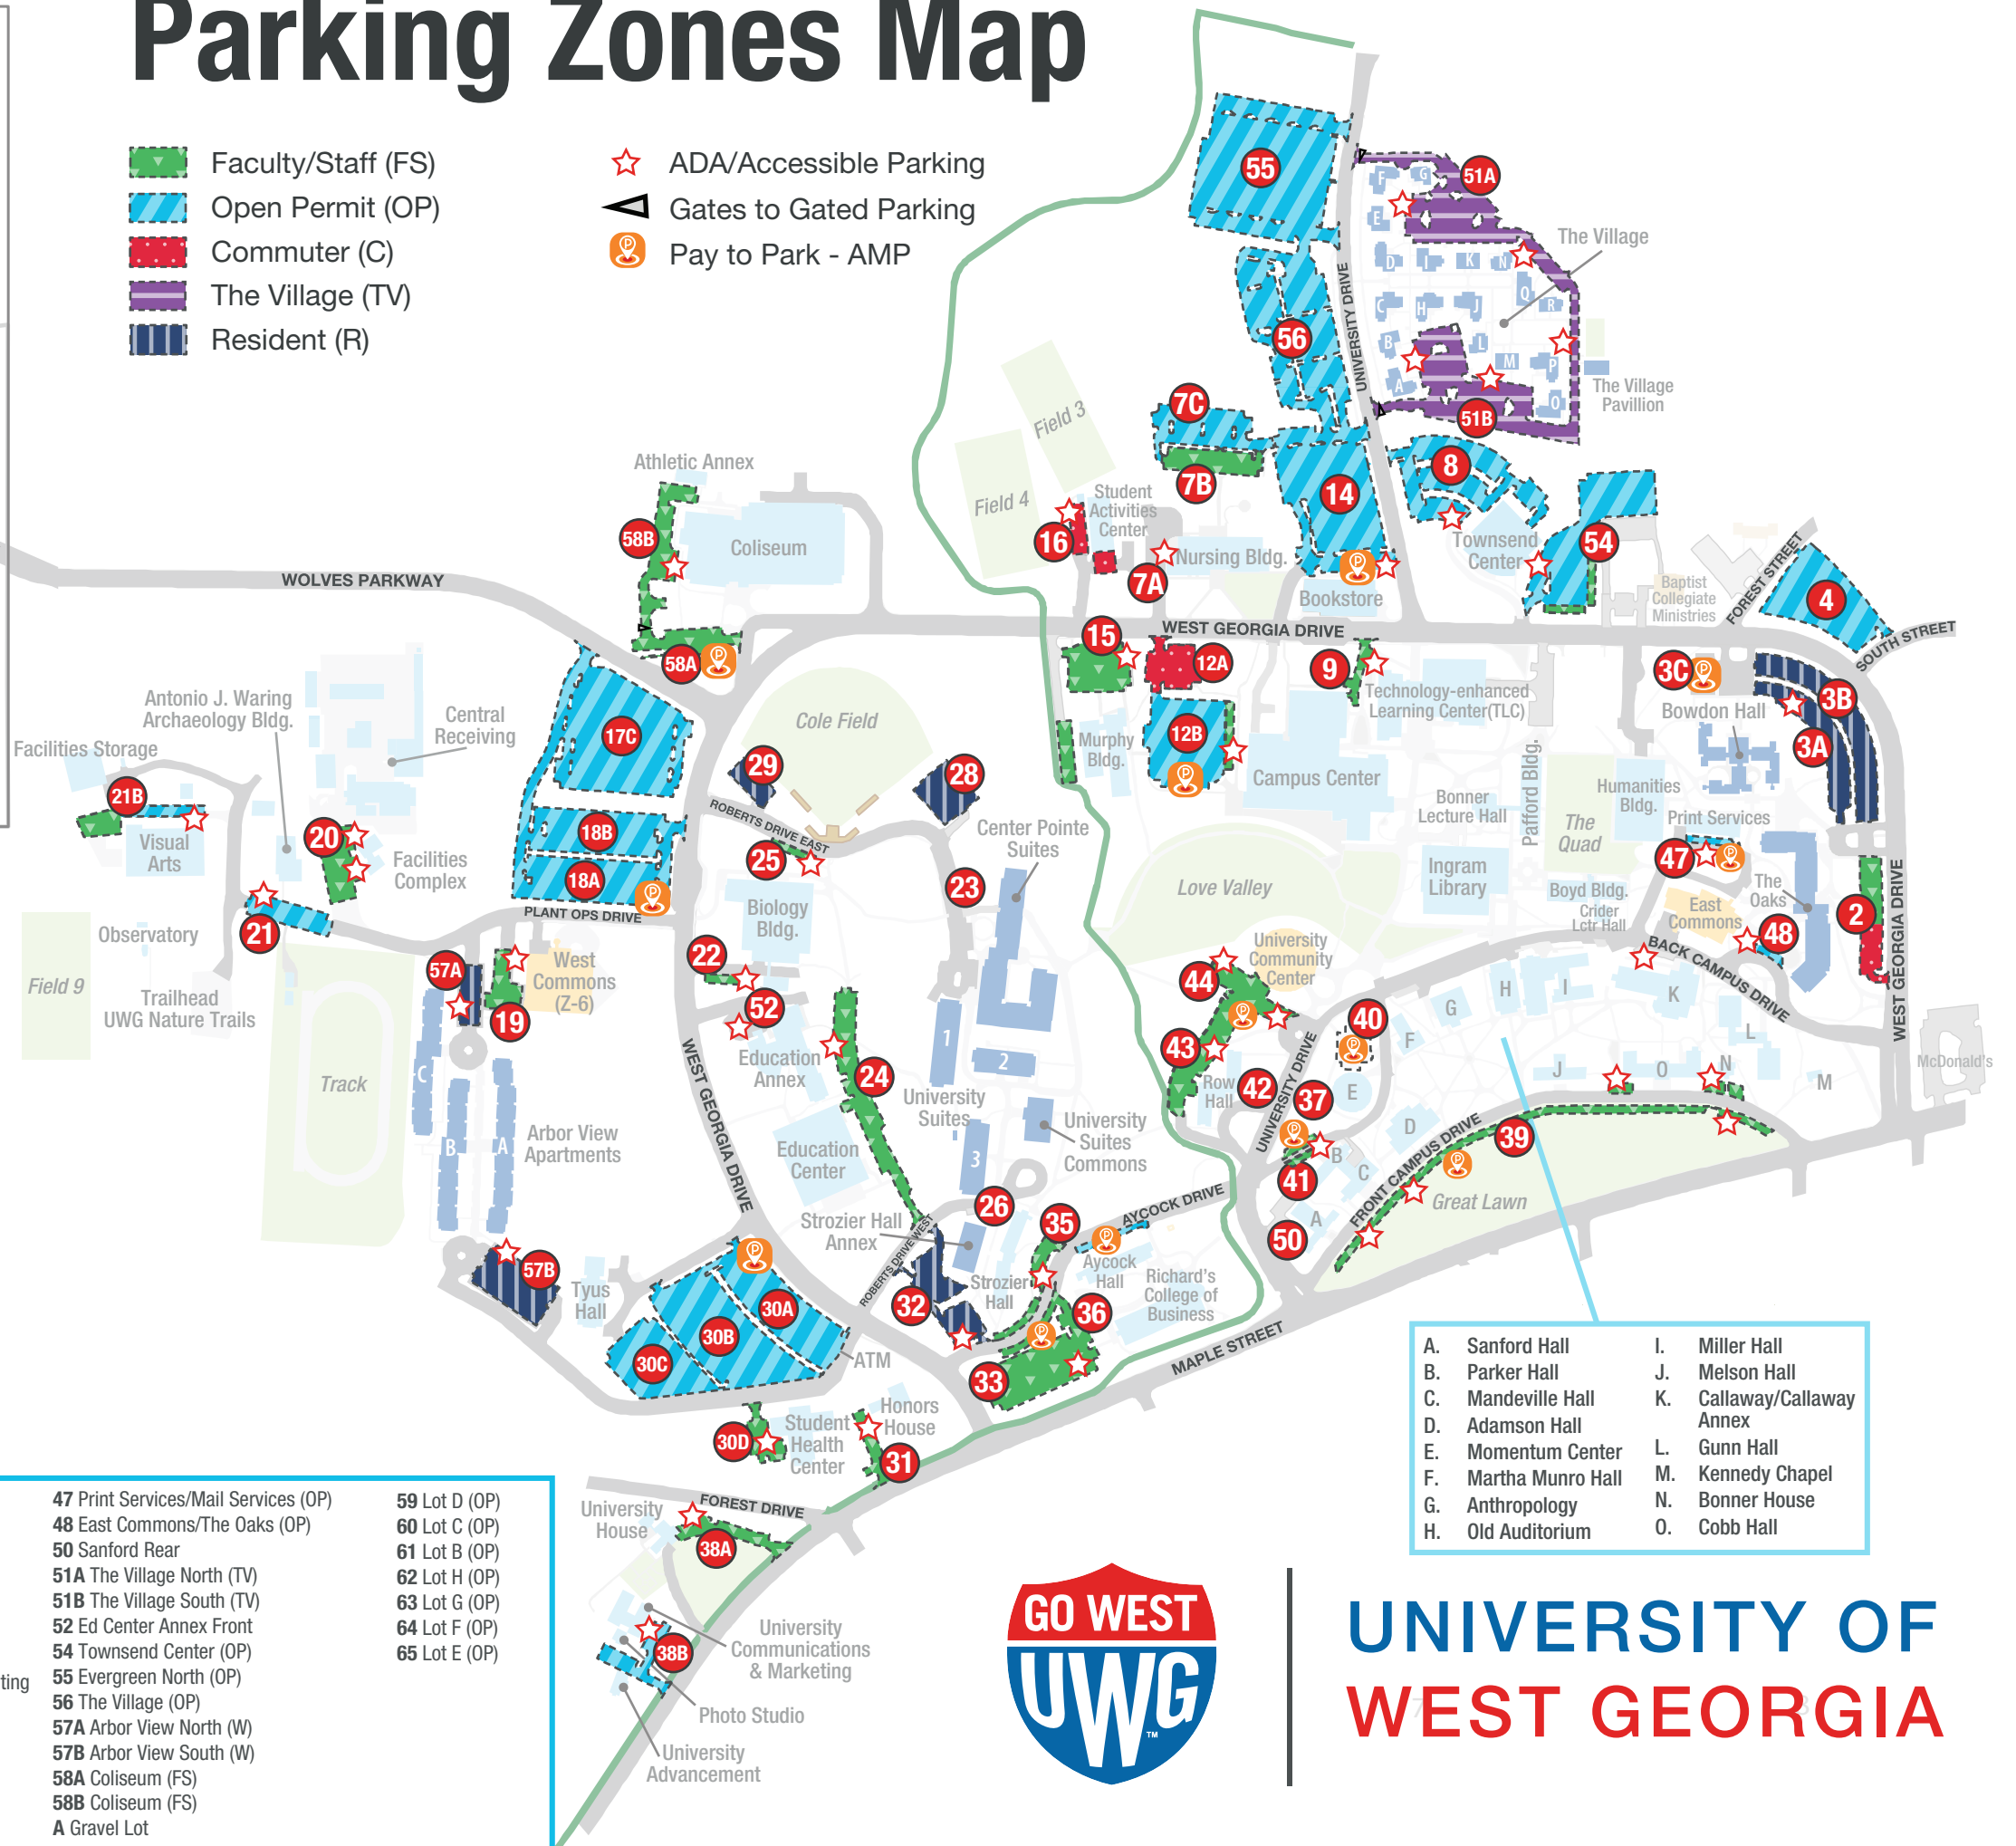 Parking Zones Map
Faculty/Staff (FS)
Open Permit (OP)
Commuter (C)
The Village (TV)
Resident (R)
ADA/Accessible Parking
Gates to Gated Parking
Pay to Park - AMP
55
51A
F
G
E
The Village
D
I
K
N
Q
R
C
H
J
UNIVERSITY DRIVE
56
B
L
M
P
A
O
The Village
Pavillion
51B
Field 3
7C
7B
8
14
Athletic Annex
Field 4
Student
Activities
Center
58B
Coliseum
16
Nursing Bldg.
7A
Townsend
Center
54
Bookstore
Baptist
Collegiate
Ministries
FOREST STREET
4
WOLVES PARKWAY
WEST GEORGIA DRIVE
SOUTH STREET
15
58A
12A
9
3C
Technology-enhanced
Learning Center(TLC)
3B
Bowdon Hall
Antonio J. Waring
Archaeology Bldg.
Central
Receiving
Cole Field
17C
12B
Murphy
Bldg.
3A
Facilities Storage
29
28
Campus Center
Pafford Bldg.
Humanities
Bldg.
21B
Bonner
Lecture Hall
ROBERTS DRIVE EAST
Center Pointe
Suites
The
Quad
Print Services
Visual
Arts
20
18B
25
47
Facilities
Complex
18A
23
Love Valley
Ingram
Library
Boyd Bldg.
The
Oaks
PLANT OPS DRIVE
Biology
Bldg.
Crider
Lctr Hall
East
Commons
2
21
Observatory
48
57A
West
Commons
(Z-6)
22
University
Community
Center
BACK CAMPUS DRIVE
WEST GEORGIA DRIVE
Field 9
44
Trailhead
UWG Nature Trails
19
52
G
H
I
K
40
F
L
Education
Annex
1
2
43
McDonald's
Track
C
WEST GEORGIA DRIVE
24
University
Suites
Row
Hall
42
UNIVERSITY DRIVE
37
E
J
O
N
M
B
A
Arbor View
Apartments
Education
Center
3
University
Suites
Commons
D
FRONT CAMPUS DRIVE
39
B
C
41
26
Great Lawn
AYCOCK DRIVE
Strozier Hall
Annex
35
A
50
ROBERTS DRIVE WEST
57B
Tyus
Hall
Aycock
Hall
Strozier
Hall
Richard's
College of
Business
30A
32
36
30B
30C
ATM
33
MAPLE STREET
Honors
House
30D
Student
Health
Center
31
FOREST DRIVE
University
House
38A
University
Communications
& Marketing
38B
Photo Studio
University
Advancement
A. Sanford Hall
B. Parker Hall
C. Mandeville Hall
D. Adamson Hall
E. Momentum Center
F. Martha Munro Hall
G. Anthropology
H. Old Auditorium
I. Miller Hall
J. Melson Hall
K. Callaway/Callaway
Annex
L. Gunn Hall
M. Kennedy Chapel
N. Bonner House
O. Cobb Hall
47 Print Services/Mail Services (OP)
48 East Commons/The Oaks (OP)
50 Sanford Rear
51A The Village North (TV)
51B The Village South (TV)
52 Ed Center Annex Front
54 Townsend Center (OP)
55 Evergreen North (OP)
56 The Village (OP)
57A Arbor View North (W)
57B Arbor View South (W)
58A Coliseum (FS)
58B Coliseum (FS)
A Gravel Lot
59 Lot D (OP)
60 Lot C (OP)
61 Lot B (OP)
62 Lot H (OP)
63 Lot G (OP)
64 Lot F (OP)
65 Lot E (OP)
ting
GO WEST
UWG
TM
UNIVERSITY OF
WEST GEORGIA